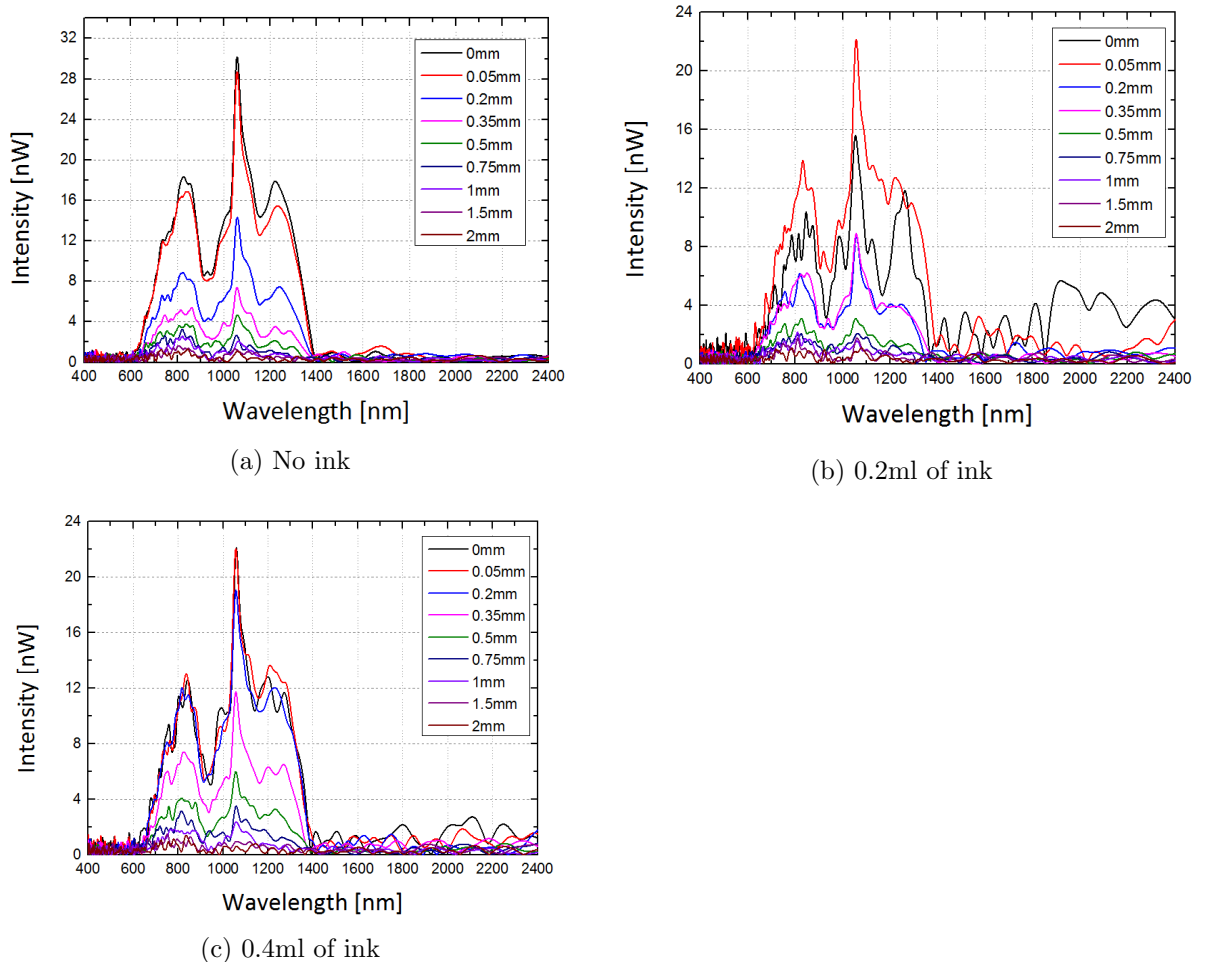 32
28
24
20
16
12
8
4
0
Intensity [nW]
0mm
0.05mm
0.2mm
0.35mm
0.5mm
0.75mm
1mm
1.5mm
2mm
400 600 800 1000 1200 1400 1600 1800 2000 2200 2400
Wavelength [nm]
(a) No ink
24
20
16
12
8
4
0
Intensity [nW]
0mm
0.05mm
0.2mm
0.35mm
0.5mm
0.75mm
1mm
1.5mm
2mm
400 600 800 1000 1200 1400 1600 1800 2000 2200 2400
Wavelength [nm]
(b) 0.2ml of ink
24
20
16
12
8
4
0
Intensity [nW]
0mm
0.05mm
0.2mm
0.35mm
0.5mm
0.75mm
1mm
1.5mm
2mm
400 600 800 1000 1200 1400 1600 1800 2000 2200 2400
Wavelength [nm]
(c) 0.4ml of ink